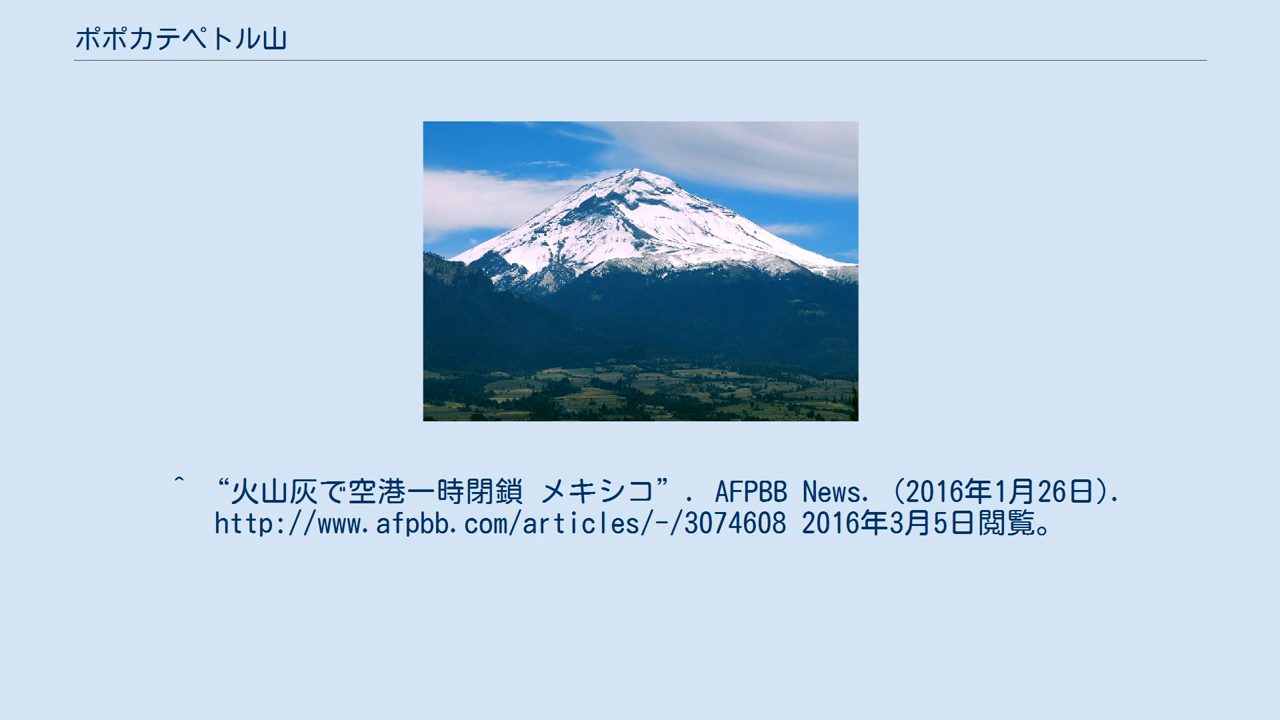 ポポカテペトル山
^ “火山灰で空港一時閉鎖 メキシコ”. AFPBB News. (2016年1月26日).
http://www.afpbb.com/articles/-/3074608 2016年3月5日閲覧。